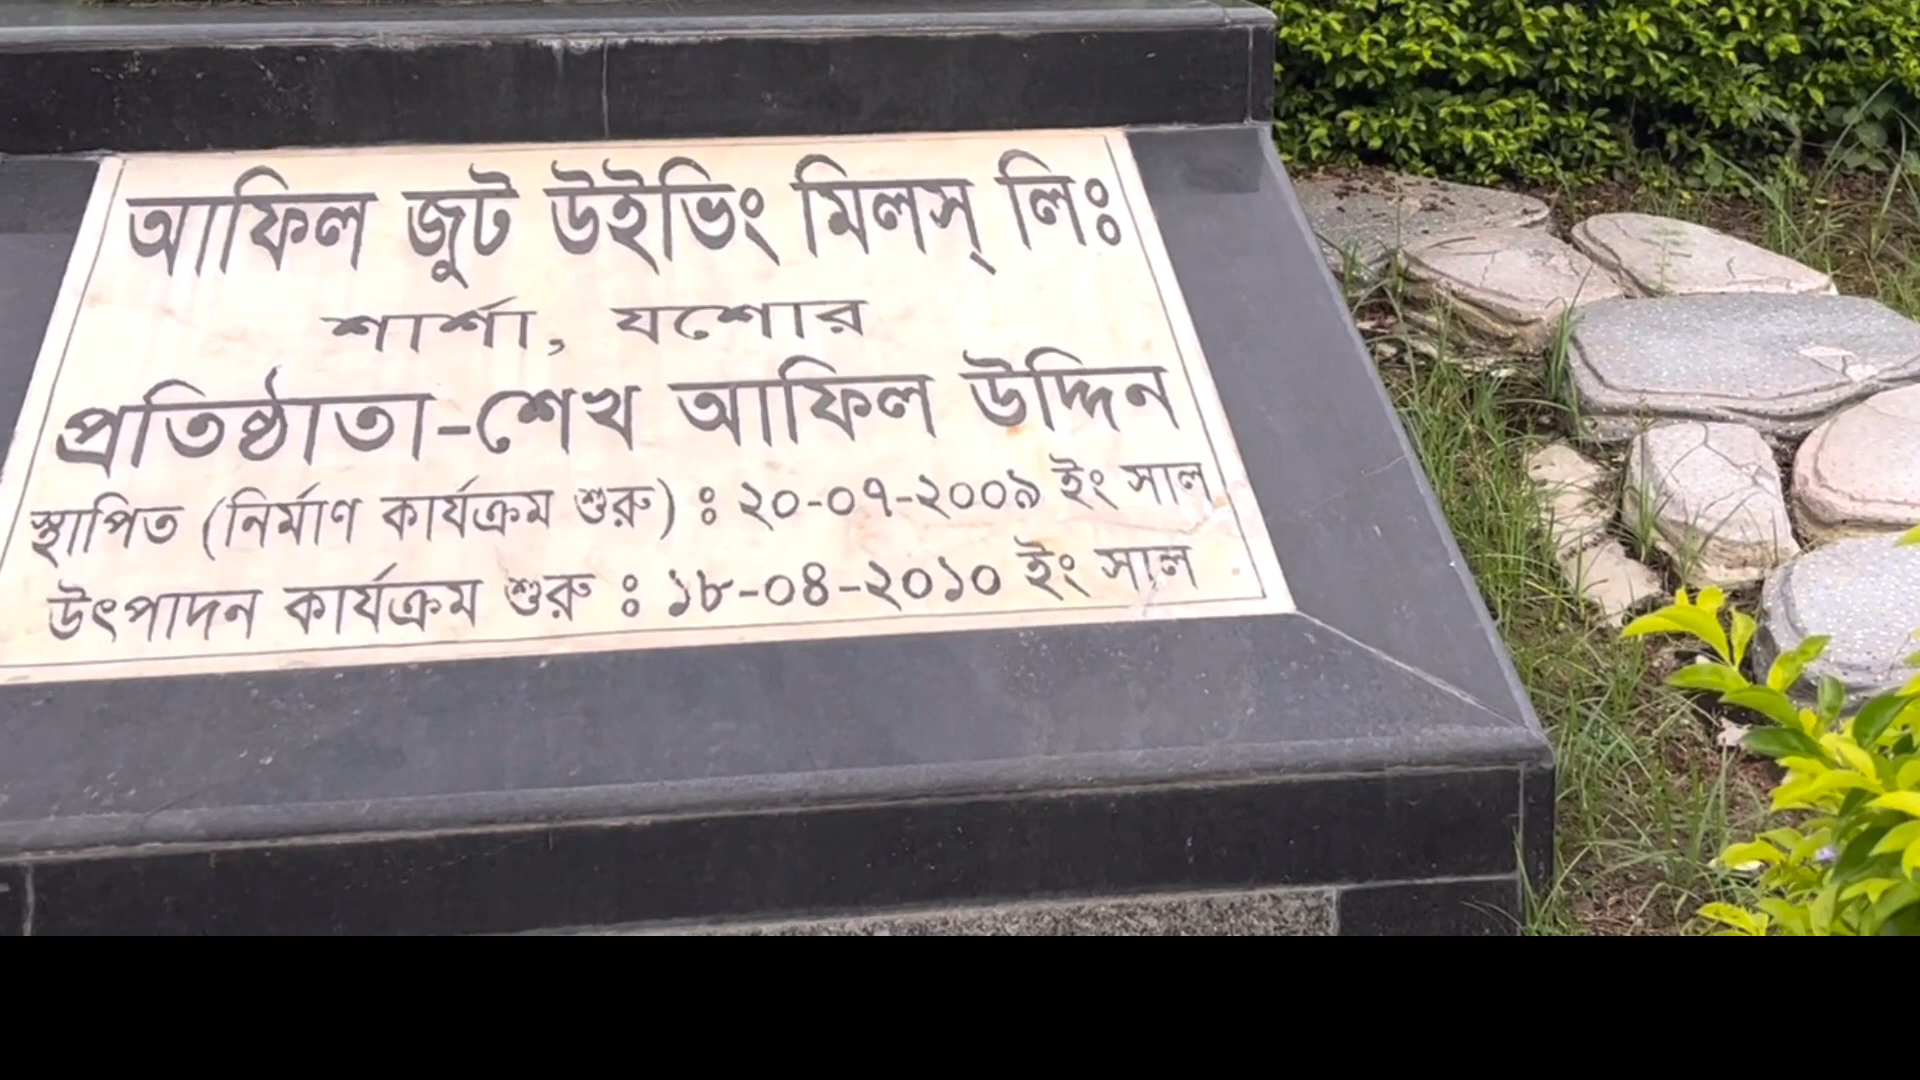 আফিল জুট উইভিং মিলস্ লিঃ
শার্শা, যশোর
প্রতিষ্ঠাতা-শেখ আফিল উদ্দিন
স্থাপিত (নির্মাণ কার্যক্রম শুরু) : ২০-০৭-২০০৯ ইং সাল
উৎপাদন কার্যক্রম শুরু : ১৮-০৪-২০১০ ইং সাল